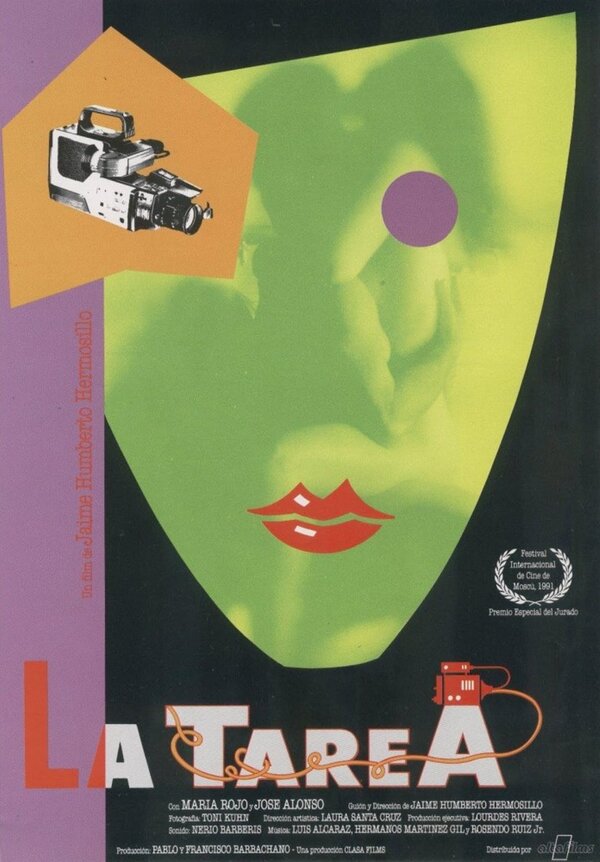 Un film de Jaime Humberto Hermosillo
Festival
Internacional
de Cine de
Moscú, 1991
Premio Especial del Jurado
LA TAREA
Con MARIA ROJO y JOSE ALONSO Guión y Dirección de JAIME HUMBERTO HERMOSILLO
Fotografía: TONI KUHN Dirección artística: LAURA SANTA CRUZ Producción ejecutiva: LOURDES RIVERA
Sonido: NERIO BARBERIS Música: LUIS ALCARAZ, HERMANOS MARTINEZ GIL y ROSENDO RUIZ Jr.
Producción: PABLO y FRANCISCO BARBACHANO - Una producción CLASA FILMS Distribuida por altafilms